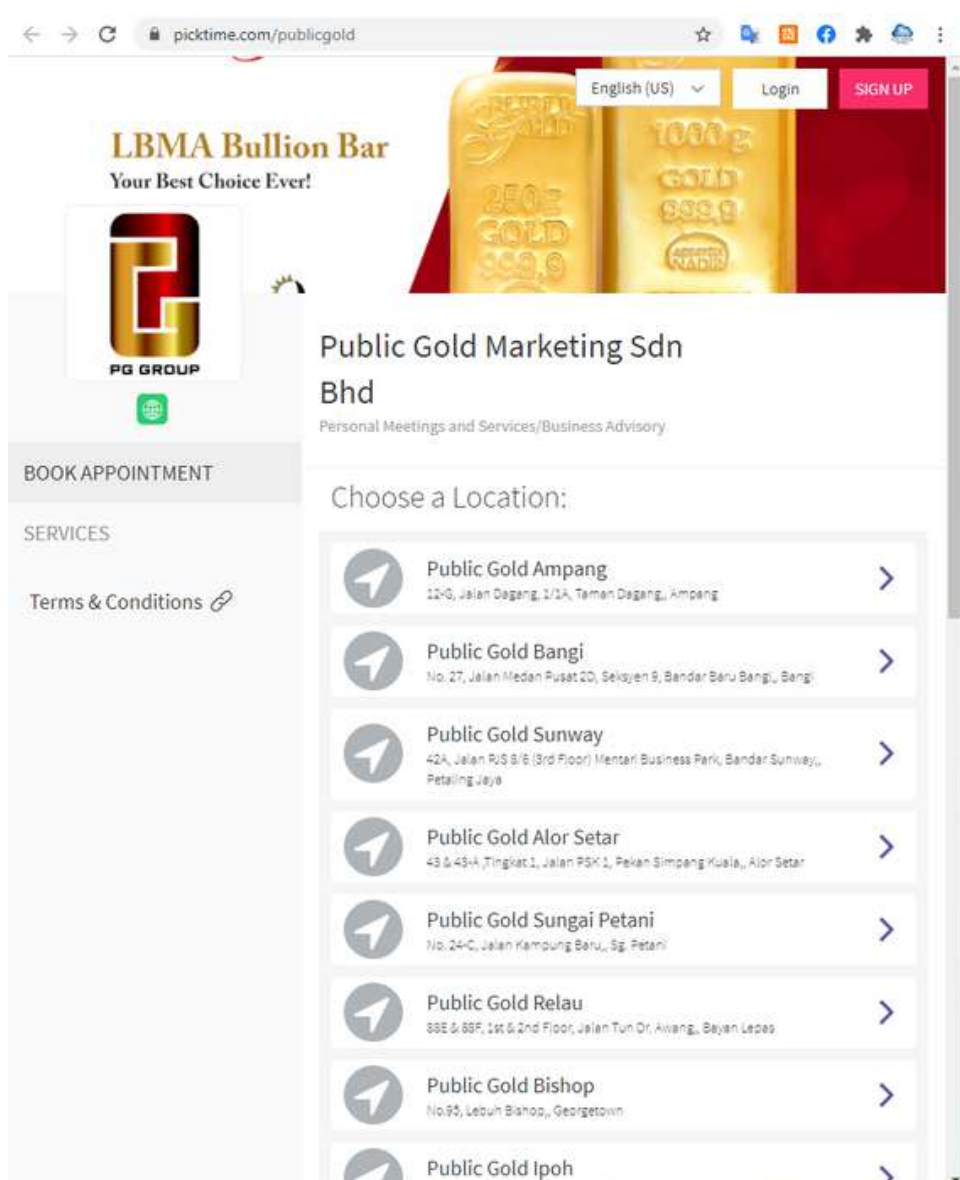 picktime.com/publicgold
English (US)
Login
SIGN UP
LBMA Bullion Bar
Your Best Choice Ever!
PUBLIC
GOLD
250g
GOLD
999.9
1000 g
GOLD
999.9
PG GROUP
Public Gold Marketing Sdn
Bhd
Personal Meetings and Services/Business Advisory
BOOK APPOINTMENT
SERVICES
Terms & Conditions
Choose a Location:
Public Gold Ampang
12-G, Jalan Dagang, 1/1A, Taman Dagang,, Ampang
Public Gold Bangi
No. 27, Jalan Medan Pusat 2D, Seksyen 9, Bandar Baru Bangi,, Bangi
Public Gold Sunway
42A, Jalan PJS 8/6 (3rd Floor) Mentari Business Park, Bandar Sunway,,
Petaling Jaya
Public Gold Alor Setar
43 & 43-A ,Tingkat 1, Jalan PSK 1, Pekan Simpang Kuala,, Alor Setar
Public Gold Sungai Petani
No. 24-C, Jalan Kampung Baru,, Sg. Petani
Public Gold Relau
88E & 88F, 1st & 2nd Floor, Jalan Tun Dr. Awang,, Bayan Lepas
Public Gold Bishop
No.95, Lebuh Bishop,, Georgetown
Public Gold Ipoh